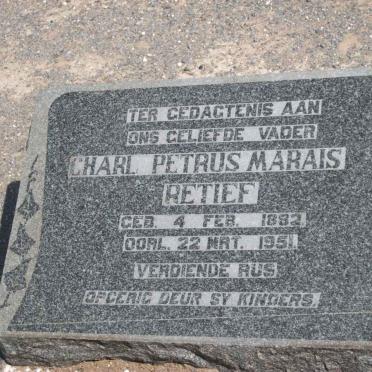 TER GEDACTENIS AAN
ONS GELIEFDE VADER
CHARL PETRUS MARAIS
RETIEF
GEB. 4 FEB. 1882.
OORL. 22 MRT. 1951.
VERDIENDE RUS.
OPGERIG DEUR SY KINDERS.